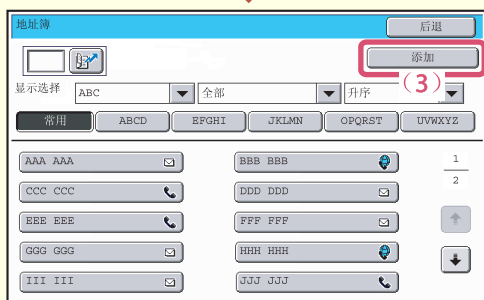 地址簿 后退
添加
(3)
显示选择 ABC 全部 升序
常用 ABCD EFGHI JKLMN OPQRST UVWXYZ
AAA AAA BBB BBB 1
CCC CCC DDD DDD 2
EEE EEE FFF FFF
GGG GGG HHH HHH
III III JJJ JJJ